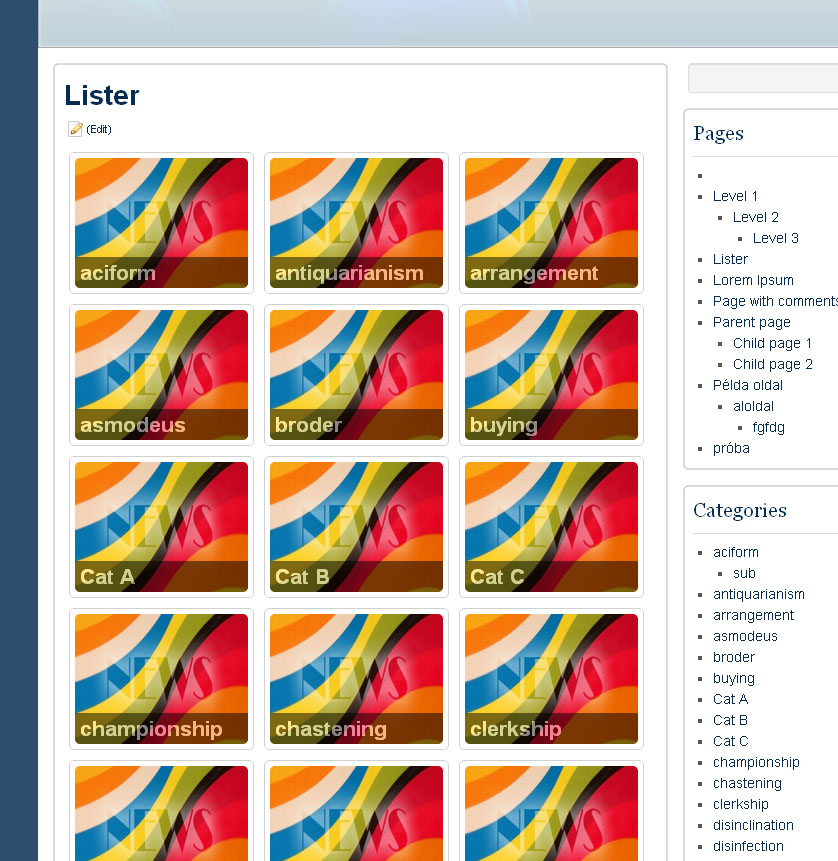 Lister
(Edit)
NEWS NEWS NEWS
aciform antiquarianism arrangement
NEWS NEWS NEWS
asmodeus broder buying
NEWS NEWS NEWS
Cat A Cat B Cat C
NEWS NEWS NEWS
championship chastening clerkship
NEWS NEWS NEWS
Pages
Level 1
Level 2
Level 3
Lister
Lorem Ipsum
Page with comments
Parent page
Child page 1
Child page 2
Példa oldal
aloldal
fgfdg
próba
Categories
aciform
sub
antiquarianism
arrangement
asmodeus
broder
buying
Cat A
Cat B
Cat C
championship
chastening
clerkship
disinclination
disinfection